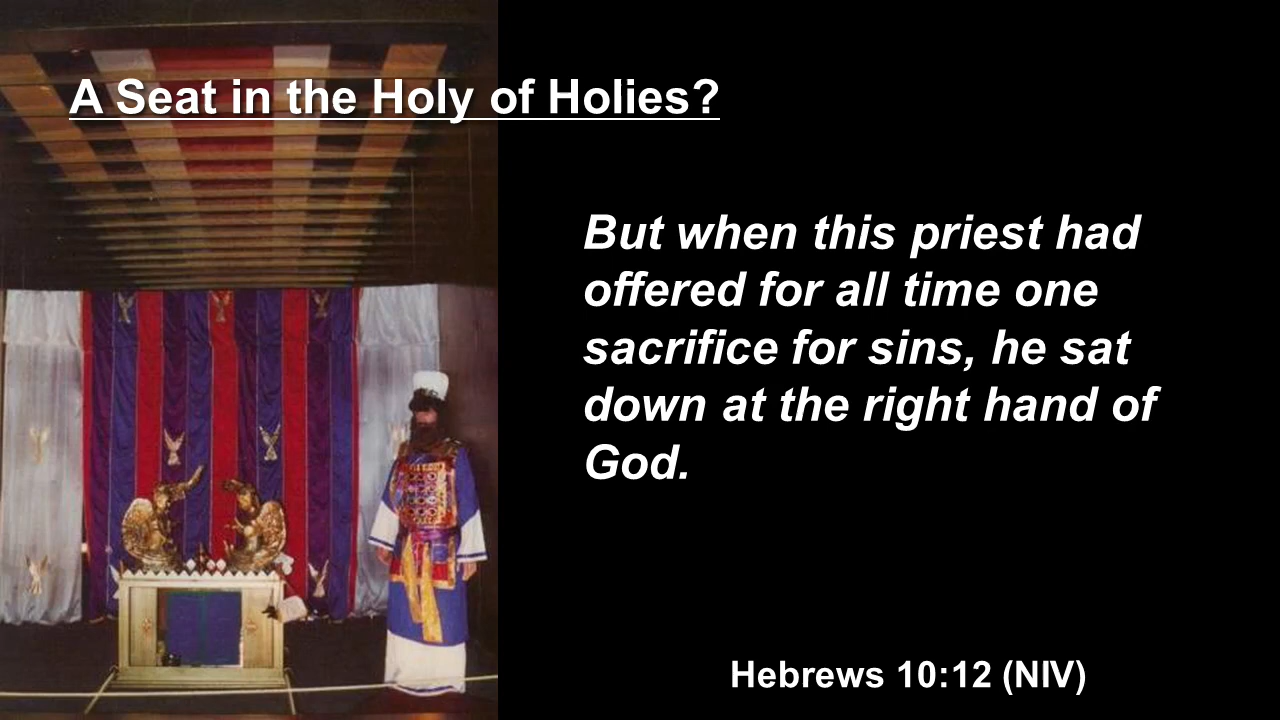 A Seat in the Holy of Holies?
But when this priest had
offered for all time one
sacrifice for sins, he sat
down at the right hand of
God.
Hebrews 10:12 (NIV)